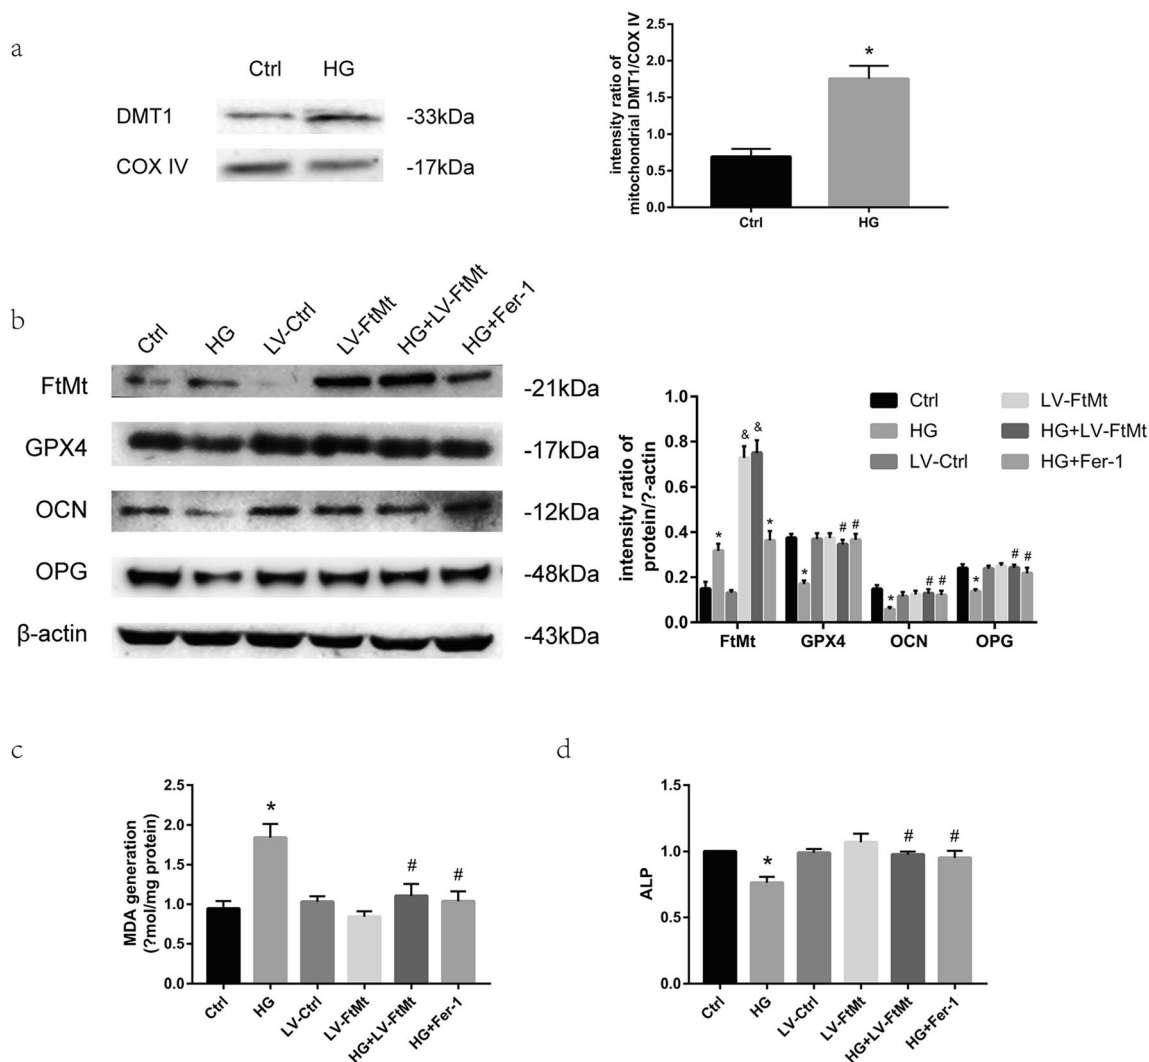 a
Ctrl HG
DMT1 -33kDa
COX IV -17kDa
intensity ratio of
mitochondrial DMT1/COX IV
2.5
2.0
1.5
1.0
0.5
0.0
*
Ctrl HG
b
Ctrl HG LV-Ctrl LV-FtMt HG+LV-FtMt HG+Fer-1
FtMt -21kDa
GPX4 -17kDa
OCN -12kDa
OPG -48kDa
β-actin -43kDa
intensity ratio of
protein/?-actin
1.0
0.8
0.6
0.4
0.2
0.0
Ctrl LV-FtMt
HG HG+LV-FtMt
LV-Ctrl HG+Fer-1
* & & * * # # * # # * # #
FtMt GPX4 OCN OPG
c
MDA generation
(?mol/mg protein)
2.5
2.0
1.5
1.0
0.5
0.0
* # #
Ctrl HG LV-Ctrl LV-FtMt HG+LV-FtMt HG+Fer-1
d
ALP
1.5
1.0
0.5
0.0
* # #
Ctrl HG LV-Ctrl LV-FtMt HG+LV-FtMt HG+Fer-1